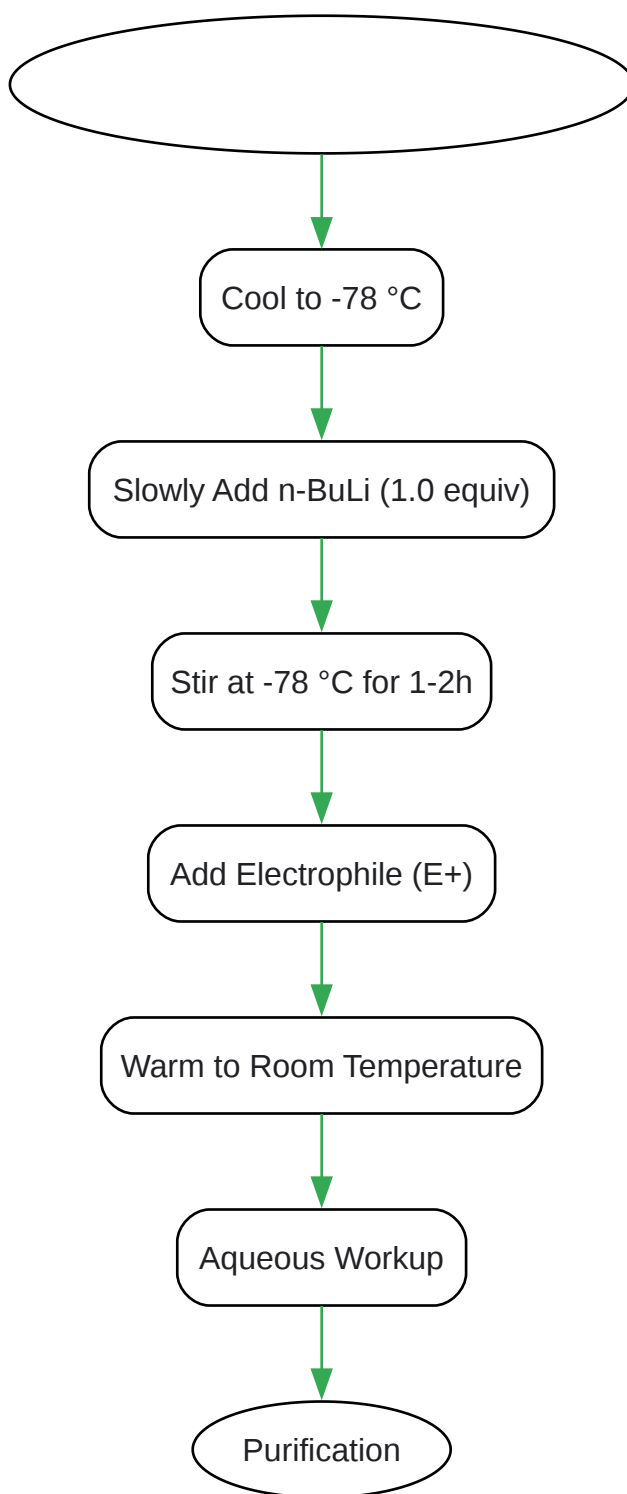 Cool to -78 °C
Slowly Add n-BuLi (1.0 equiv)
Stir at -78 °C for 1-2h
Add Electrophile (E+)
Warm to Room Temperature
Aqueous Workup
Purification